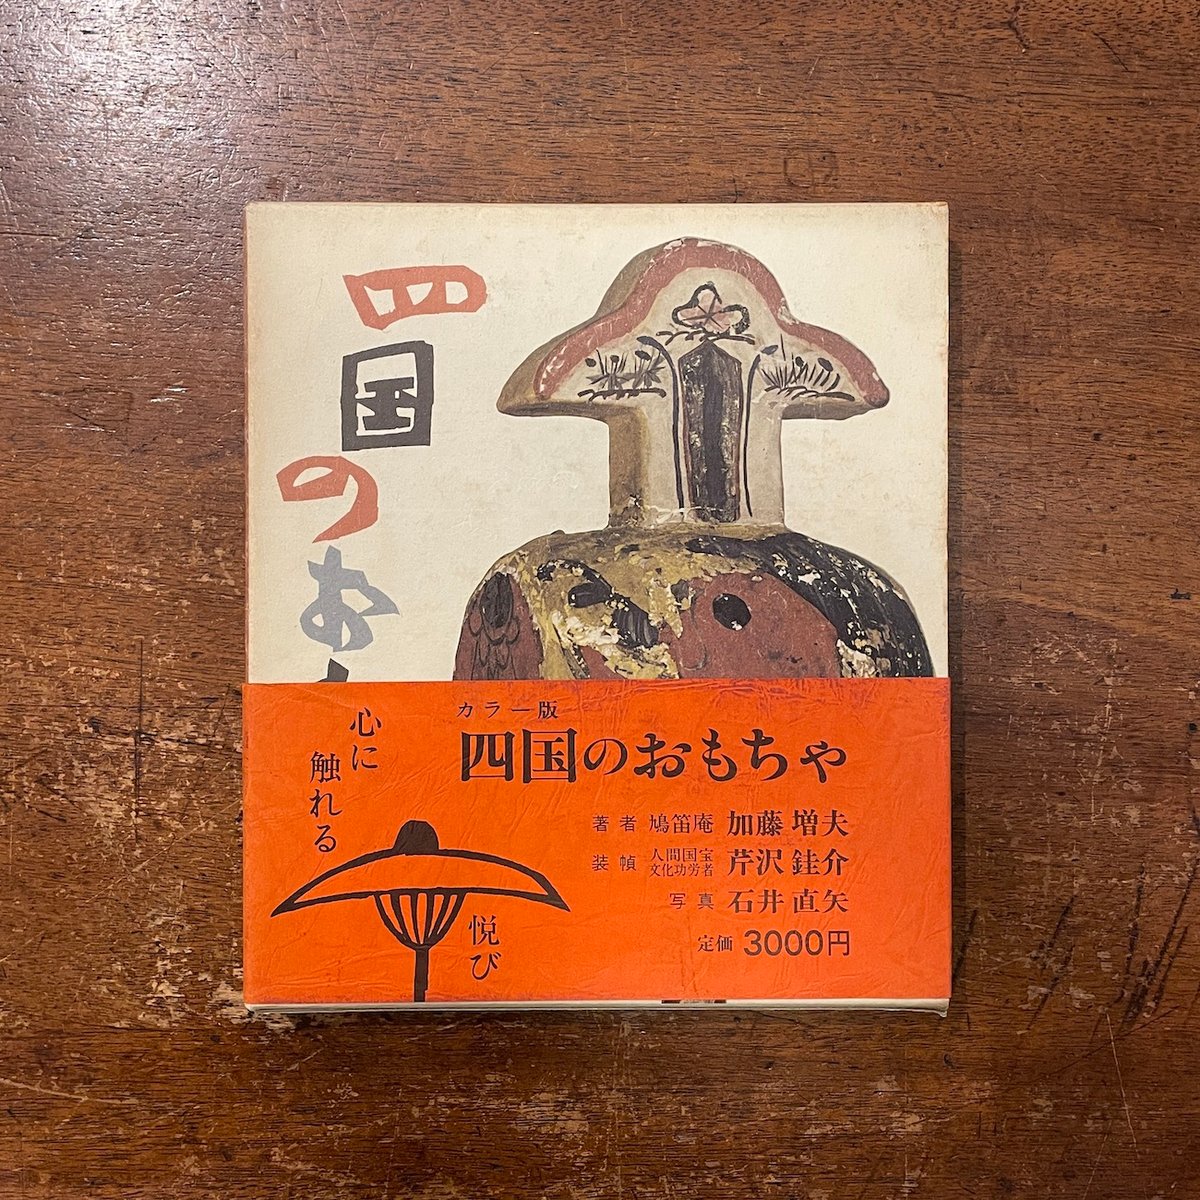 四国のお
心に
触れる
悦び
カラー版
四国のおもちゃ
著者 鳩笛庵 加藤増夫
装幀 人間国宝 文化功労者 芹沢銈介
写真 石井直矢
定価 3000円